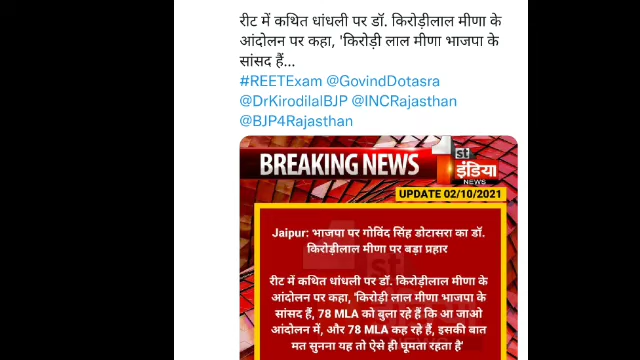 रीट में कथित धांधली पर डॉ. किरोड़ीलाल मीणा के
आंदोलन पर कहा, 'किरोड़ी लाल मीणा भाजपा के
सांसद हैं...
#REETExam @GovindDotasra
@DrKirodilalBJP @INCRajasthan
@BJP4Rajasthan
BREAKING NEWS
1st
इंडिया
NEWS
UPDATE 02/10/2021
Jaipur: भाजपा पर गोविंद सिंह डोटासरा का डॉ.
किरोड़ीलाल मीणा पर बड़ा प्रहार
रीट में कथित धांधली पर डॉ. किरोड़ीलाल मीणा के
आंदोलन पर कहा, 'किरोड़ी लाल मीणा भाजपा के
सांसद हैं, 78 MLA को बुला रहे हैं कि आ जाओ
आंदोलन में, और 78 MLA कह रहे हैं, इसकी बात
मत सुनना यह तो ऐसे ही घूमता रहता है'